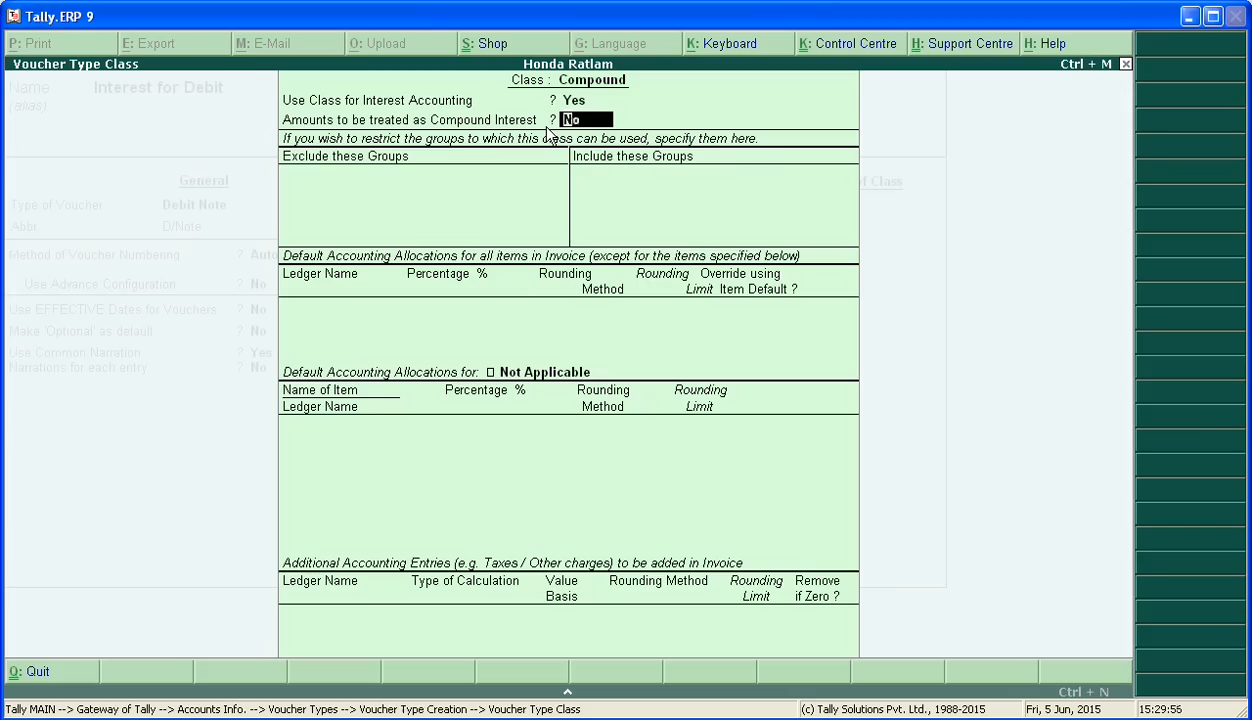 Tally.ERP 9
P: Print E: Export M: E-Mail O: Upload S: Shop G: Language K: Keyboard K: Control Centre H: Support Centre H: Help
Voucher Type Class Honda Ratlam Ctrl + M
Name Interest for Debit
(alias)
Class : Compound
Use Class for Interest Accounting ? Yes
Amounts to be treated as Compound Interest ? No
If you wish to restrict the groups to which this class can be used, specify them here.
Exclude these Groups Include these Groups
General of Class
Type of Voucher Debit Note
Abbr. D/Note
Method of Voucher Numbering ? Auto
Use Advance Configuration ? No
Use EFFECTIVE Dates for Vouchers ? No
Make 'Optional' as default ? No
Use Common Narration ? Yes
Narrations for each entry ? No
Default Accounting Allocations for all items in Invoice (except for the items specified below)
Ledger Name Percentage % Rounding Rounding Override using
Method Limit Item Default ?
Default Accounting Allocations for: Not Applicable
Name of Item Percentage % Rounding Rounding
Ledger Name Method Limit
Additional Accounting Entries (e.g. Taxes / Other charges) to be added in Invoice
Ledger Name Type of Calculation Value Rounding Method Rounding Remove
Basis Limit if Zero ?
Q: Quit
Ctrl + N
Tally MAIN --> Gateway of Tally --> Accounts Info. --> Voucher Types --> Voucher Type Creation --> Voucher Type Class (c) Tally Solutions Pvt. Ltd., 1988-2015 Fri, 5 Jun, 2015 15:29:56